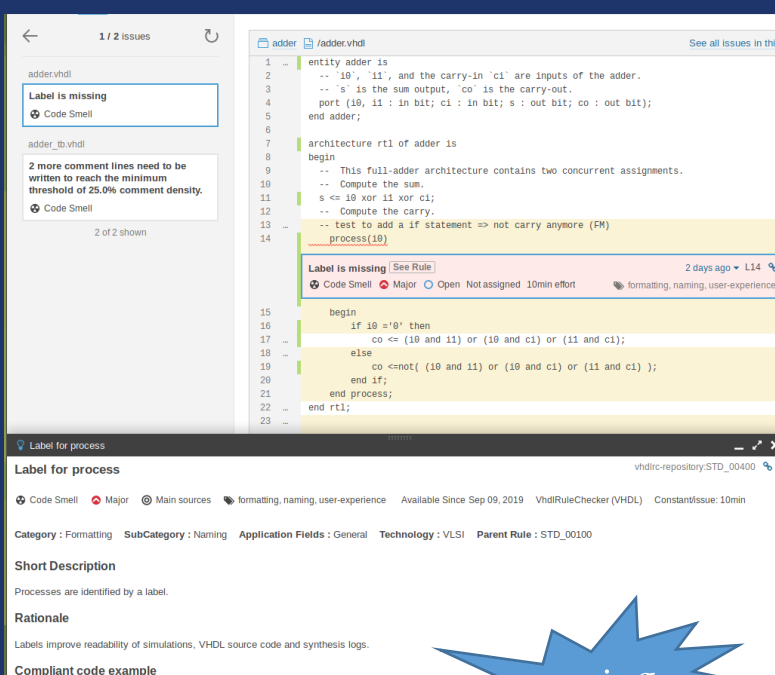 1 / 2 issues
adder.vhdl
Label is missing
Code Smell
adder_tb.vhdl
2 more comment lines need to be
written to reach the minimum
threshold of 25.0% comment density.
Code Smell
2 of 2 shown
adder /adder.vhdl See all issues in thi
1 … entity adder is
2 -- `i0`, `i1`, and the carry-in `ci` are inputs of the adder.
3 -- `s` is the sum output, `co` is the carry-out.
4 port (i0, i1 : in bit; ci : in bit; s : out bit; co : out bit);
5 end adder;
6
7 architecture rtl of adder is
8 begin
9 -- This full-adder architecture contains two concurrent assignments.
10 -- Compute the sum.
11 s <= i0 xor i1 xor ci;
12 -- Compute the carry.
13 … -- test to add a if statement => not carry anymore (FM)
14 process(i0)
Label is missing See Rule 2 days ago L14
Code Smell Major Open Not assigned 10min effort formatting, naming, user-experience
15 begin
16 if i0 ='0' then
17 … co <= (i0 and i1) or (i0 and ci) or (i1 and ci);
18 … else
19 co <=not( (i0 and i1) or (i0 and ci) or (i1 and ci) );
20 end if;
21 end process;
22 … end rtl;
23 …
Label for process
Label for process vhdlrc-repository:STD_00400
Code Smell Major Main sources formatting, naming, user-experience Available Since Sep 09, 2019 VhdlRuleChecker (VHDL) Constant/issue: 10min
Category : Formatting SubCategory : Naming Application Fields : General Technology : VLSI Parent Rule : STD_00100
Short Description
Processes are identified by a label.
Rationale
Labels improve readability of simulations, VHDL source code and synthesis logs.
Compliant code example